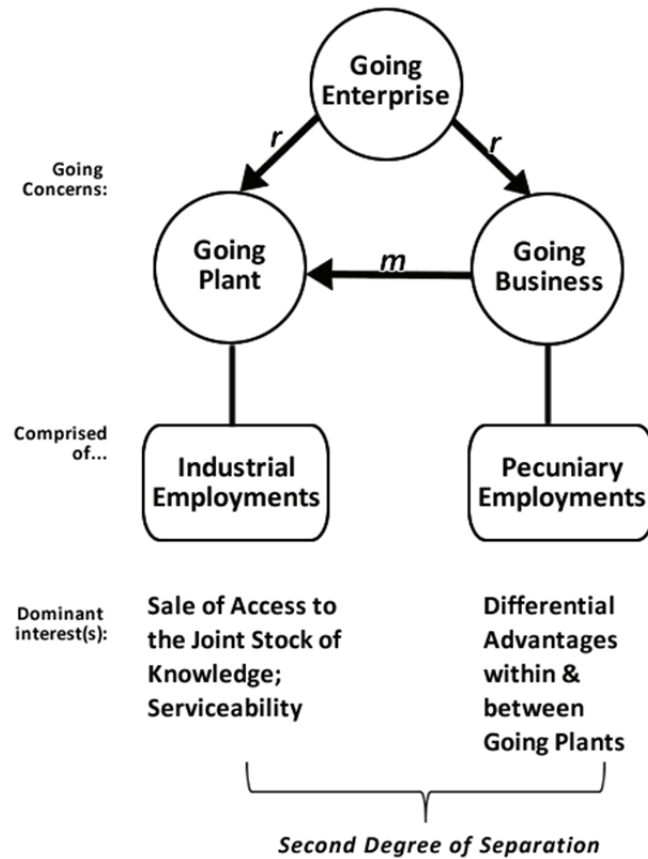 Going
Enterprise
r
r
Going
Concerns:
Going
Plant
m
Going
Business
Comprised
of...
Industrial
Employments
Pecuniary
Employments
Dominant
interest(s):
Sale of Access to
the Joint Stock of
Knowledge;
Serviceability
Differential
Advantages
within &
between
Going Plants
Second Degree of Separation